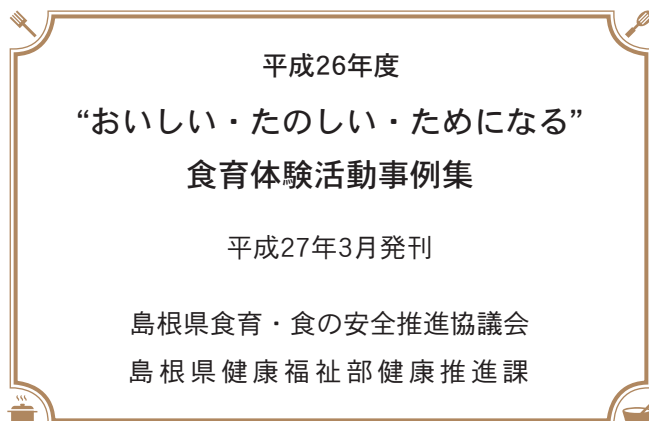 平成26年度
“おいしい・たのしい・ためになる”
食育体験活動事例集
平成27年3月発刊
島根県食育・食の安全推進協議会
島根県健康福祉部健康推進課